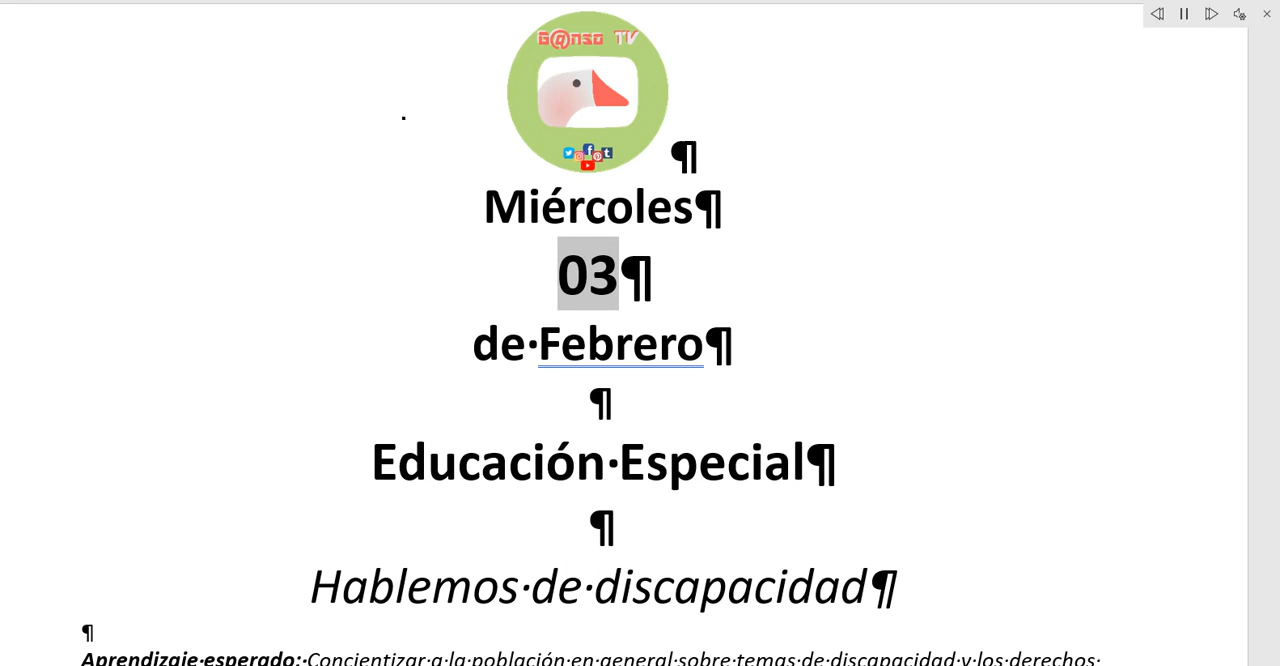 G@nso TV
Miércoles¶
03¶
de·Febrero¶
¶
Educación·Especial¶
¶
Hablemos·de·discapacidad¶
¶
Aprendizaje·esperado:·Concientizar·a·la·población·en·general·sobre·temas·de·discapacidad·y·los·derechos·